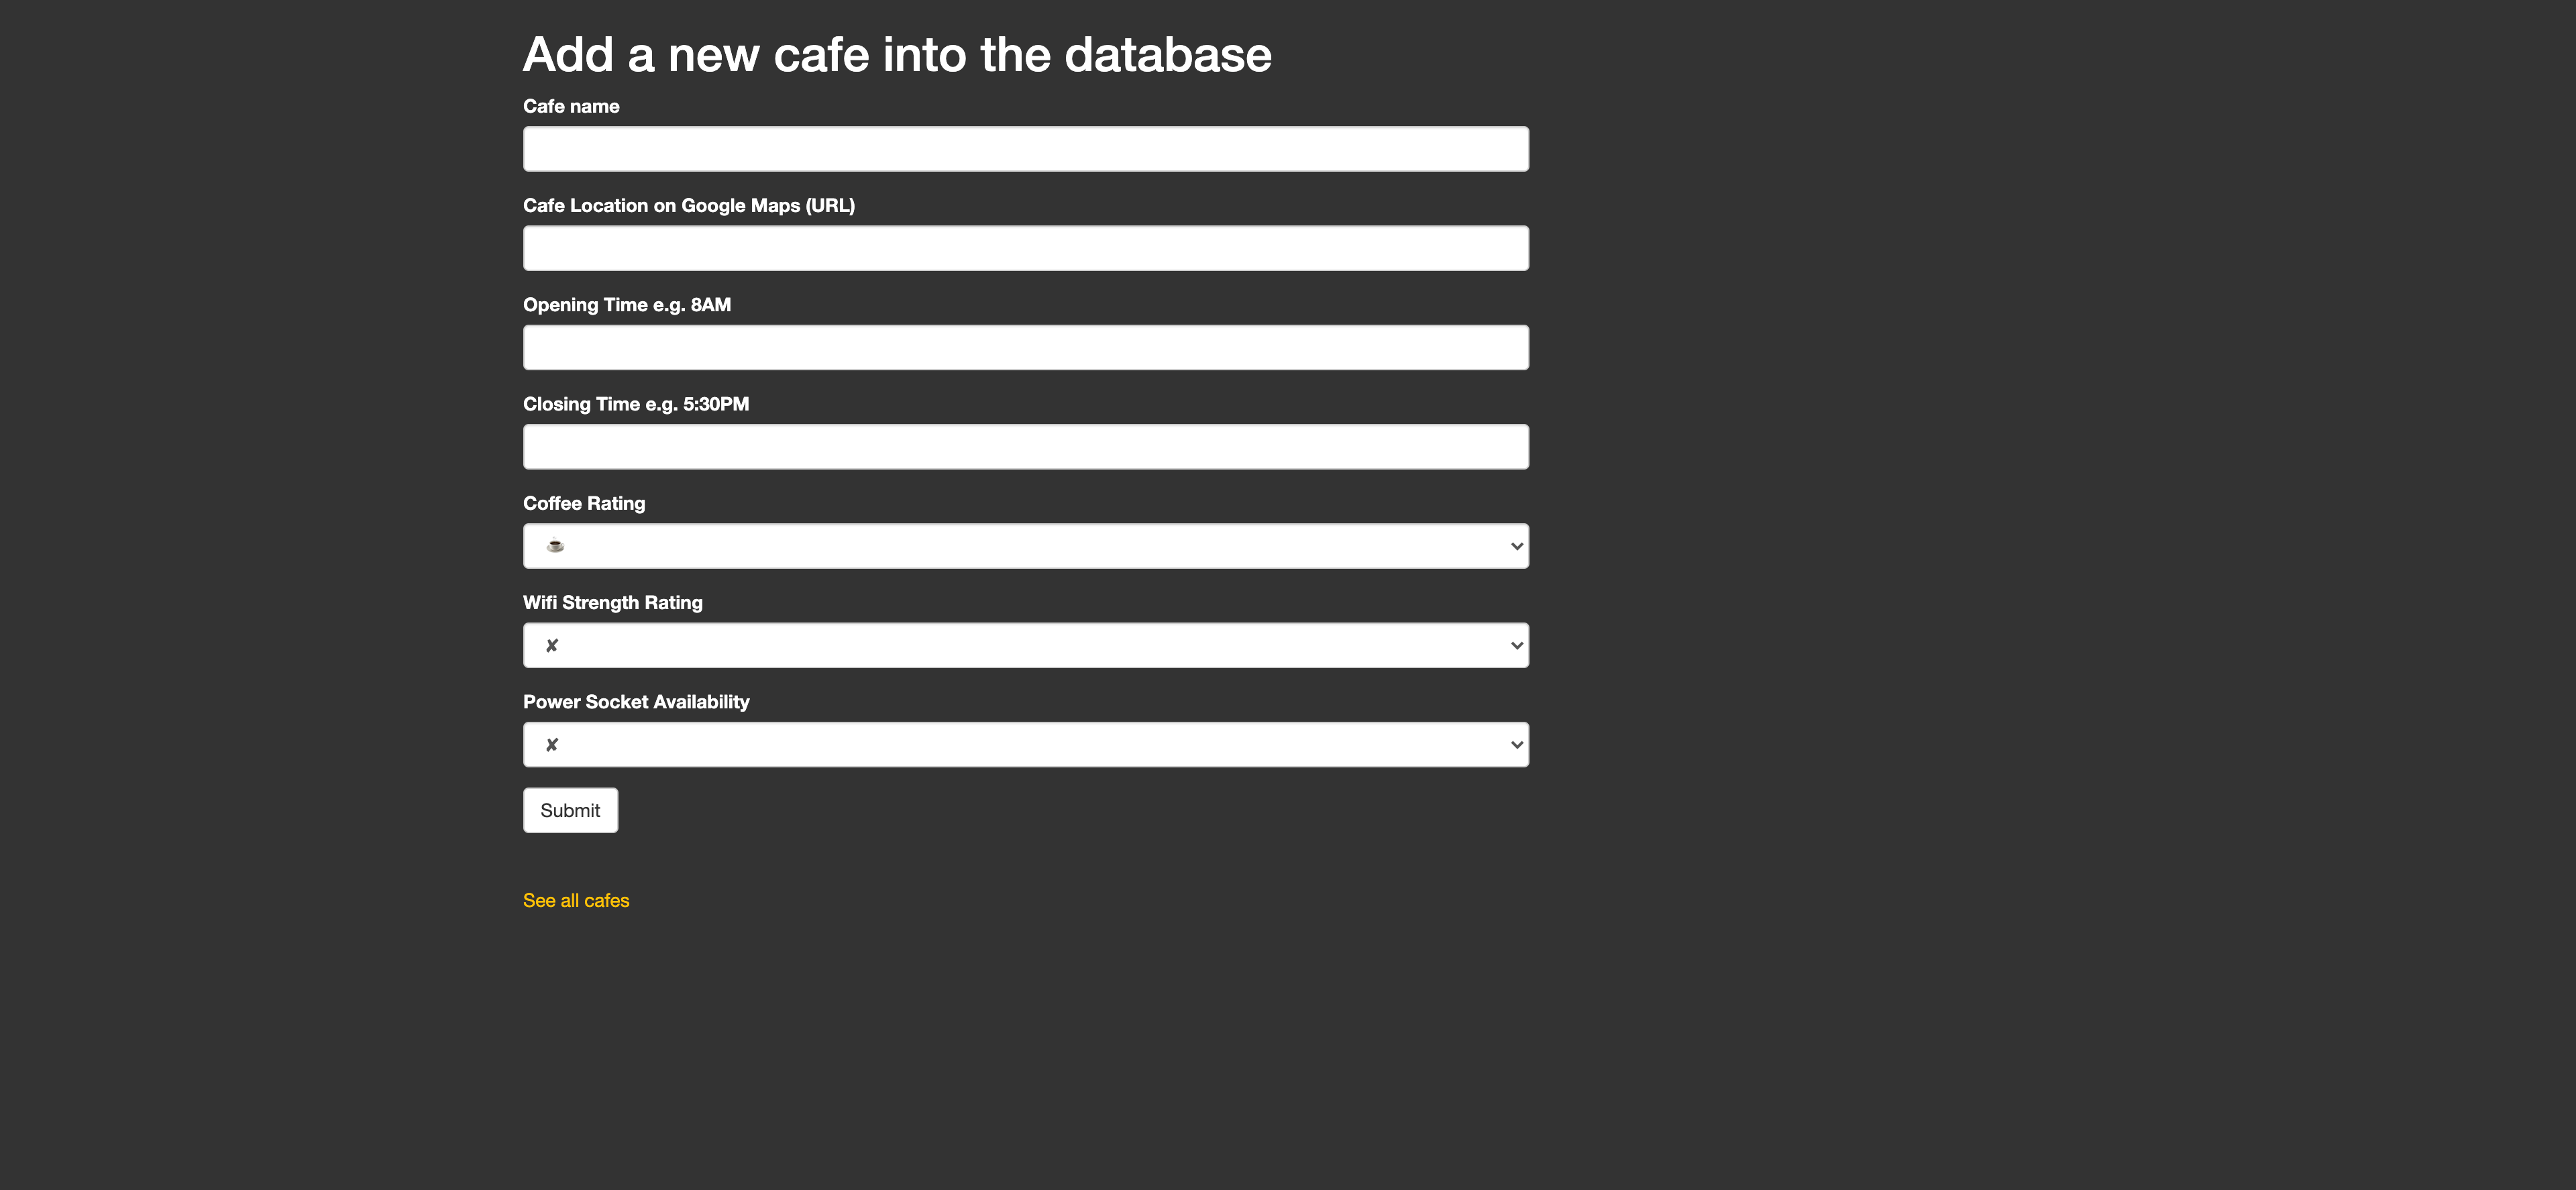 Add a new cafe into the database
Cafe name
Cafe Location on Google Maps (URL)
Opening Time e.g. 8AM
Closing Time e.g. 5:30PM
Coffee Rating
☕
Wifi Strength Rating
✘
Power Socket Availability
✘
Submit
See all cafes